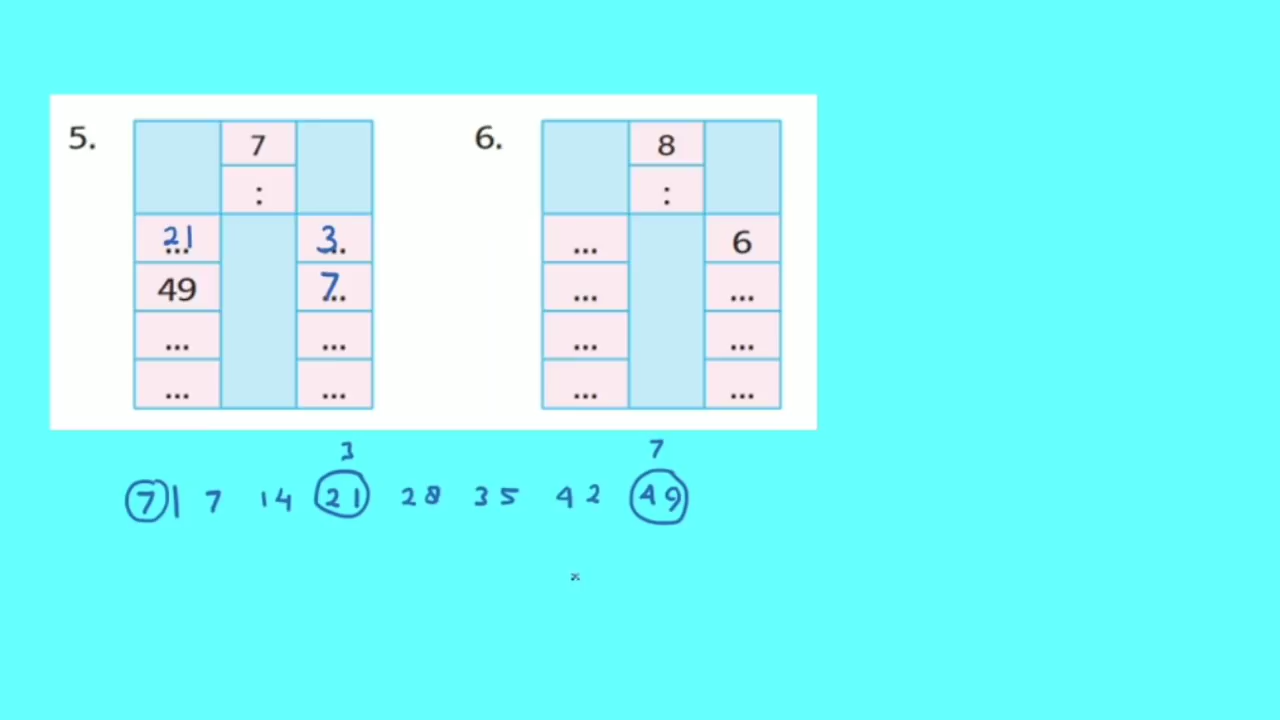 5. 7 6. 8
: :
21 3 ... 6
49 7 ... ...
... ... ... ...
... ... ... ...
3 7
7 | 7 14 21 28 35 42 49